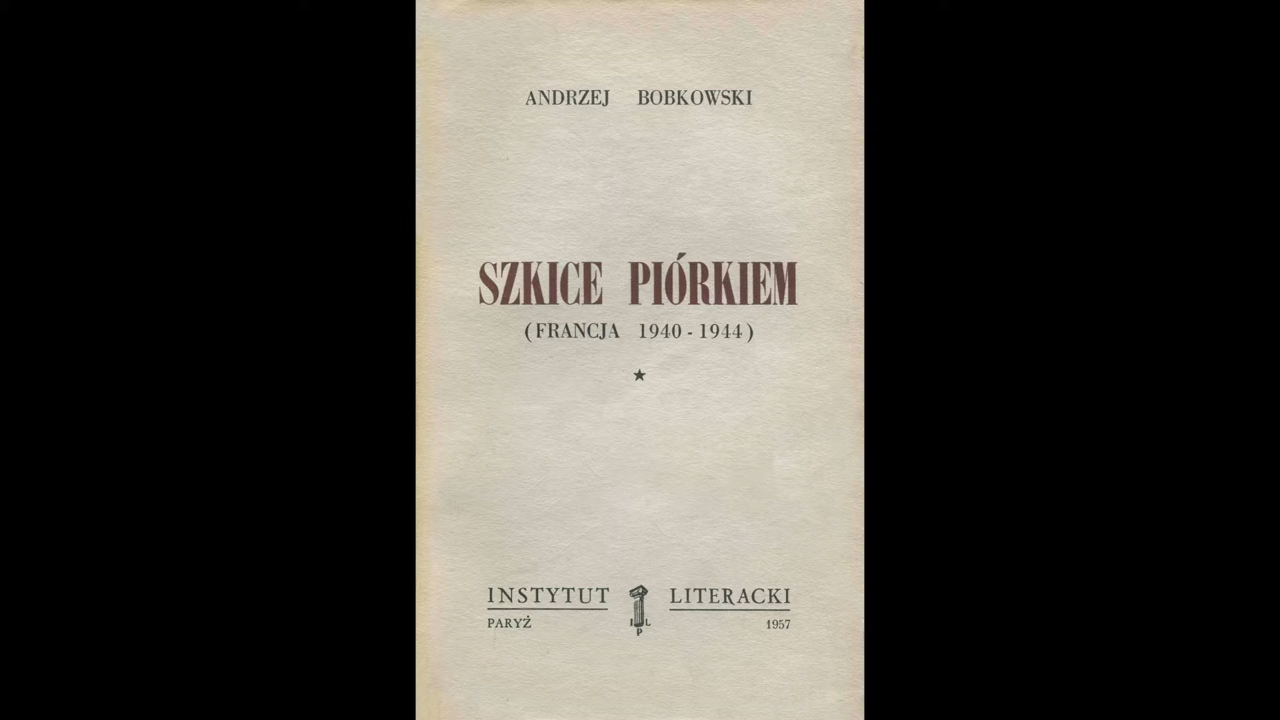 ANDRZEJ BOBKOWSKI
SZKICE PIÓRKIEM
(FRANCJA 1940 - 1944)
INSTYTUT LITERACKI
I L
P
PARYŻ 1957